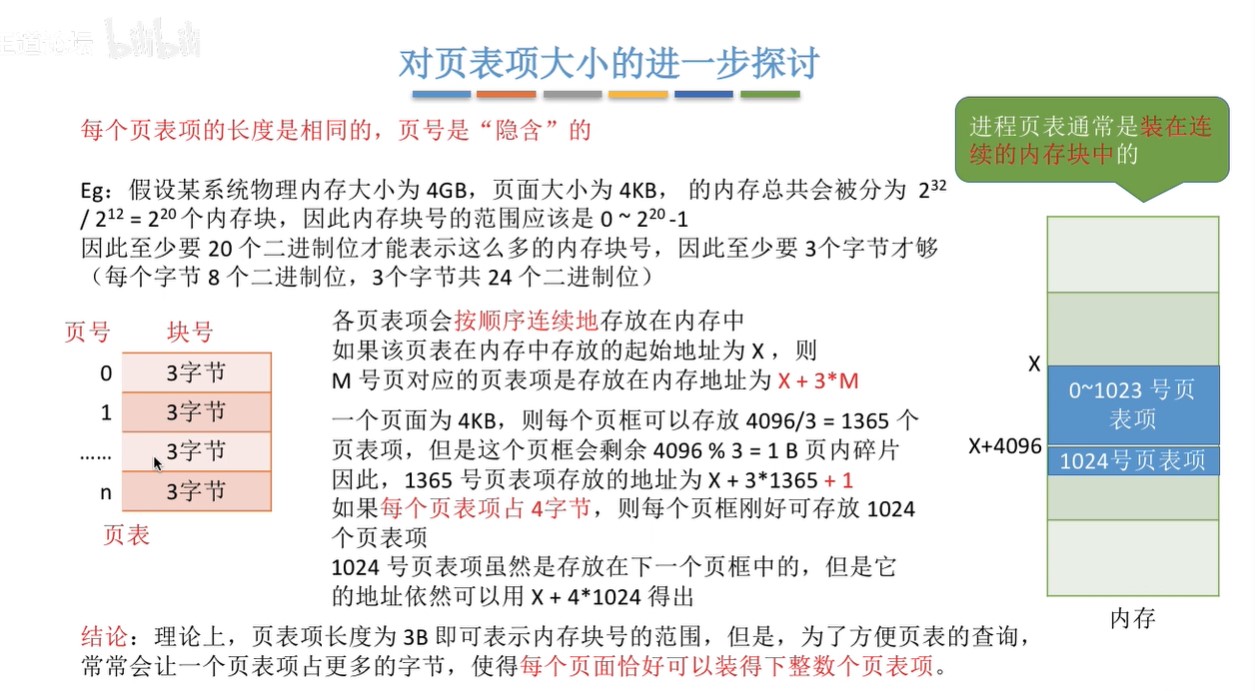 道论坛 bilibili
对页表项大小的进一步探讨
每个页表项的长度是相同的，页号是“隐含”的
进程页表通常是装在连
续的内存块中的
Eg：假设某系统物理内存大小为 4GB，页面大小为 4KB， 的内存总共会被分为 2³²
/ 2¹² = 2²⁰ 个内存块，因此内存块号的范围应该是 0 ~ 2²⁰ -1
因此至少要 20 个二进制位才能表示这么多的内存块号，因此至少要 3个字节才够
（每个字节 8 个二进制位，3个字节共 24 个二进制位）
页号 块号
0 3字节
1 3字节
…… 3字节
n 3字节
页表
各页表项会按顺序连续地存放在内存中
如果该页表在内存中存放的起始地址为 X ，则
M 号页对应的页表项是存放在内存地址为 X + 3*M
一个页面为 4KB，则每个页框可以存放 4096/3 = 1365 个
页表项，但是这个页框会剩余 4096 % 3 = 1 B 页内碎片
因此，1365 号页表项存放的地址为 X + 3*1365 + 1
如果每个页表项占 4字节，则每个页框刚好可存放 1024
个页表项
1024 号页表项虽然是存放在下一个页框中的，但是它
的地址依然可以用 X + 4*1024 得出
X
0~1023 号页
表项
X+4096
1024号页表项
内存
结论：理论上，页表项长度为 3B 即可表示内存块号的范围，但是，为了方便页表的查询，
常常会让一个页表项占更多的字节，使得每个页面恰好可以装得下整数个页表项。